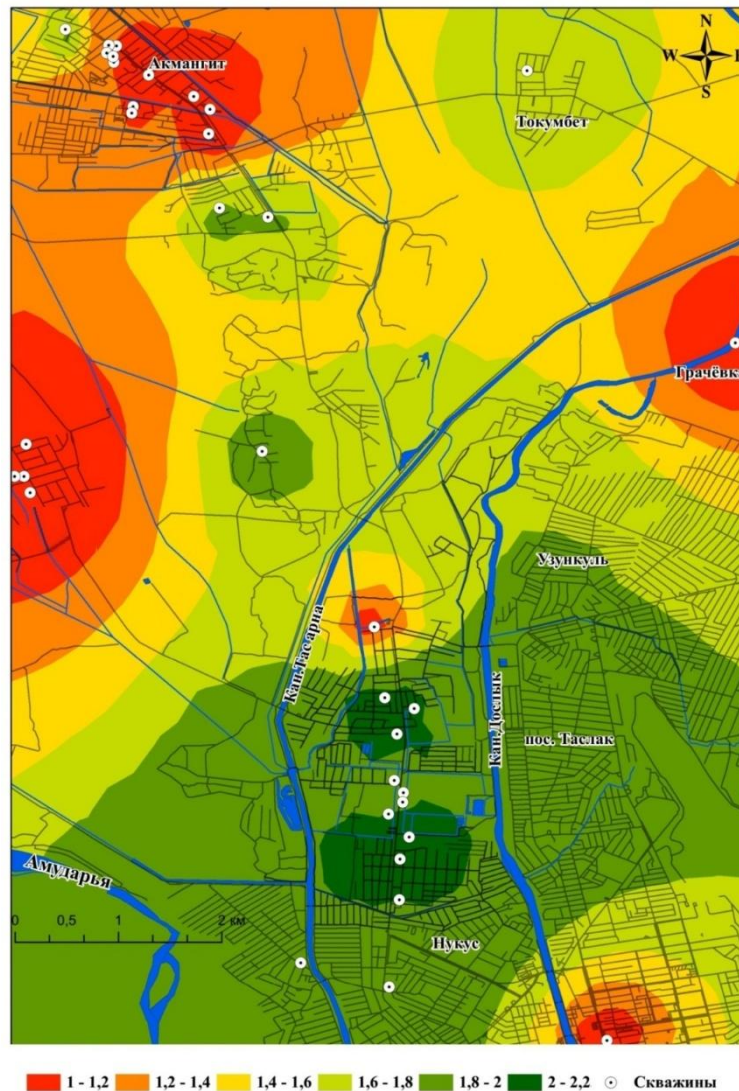 N
Акмангит
W
S
Токумбет
Грачёвк
Узункуль
Кан.Тас арна
Кан.Дослык
пос. Таслак
Амударья
0 0,5 1 2 км
Нукус
1 - 1,2 1,2 - 1,4 1,4 - 1,6 1,6 - 1,8 1,8 - 2 2 - 2,2 Скважины